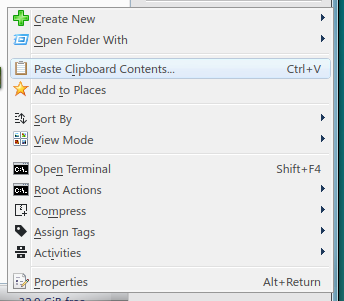 Create New
Open Folder With
Paste Clipboard Contents... Ctrl+V
Add to Places
Sort By
View Mode
Open Terminal Shift+F4
Root Actions
Compress
Assign Tags
Activities
Properties Alt+Return